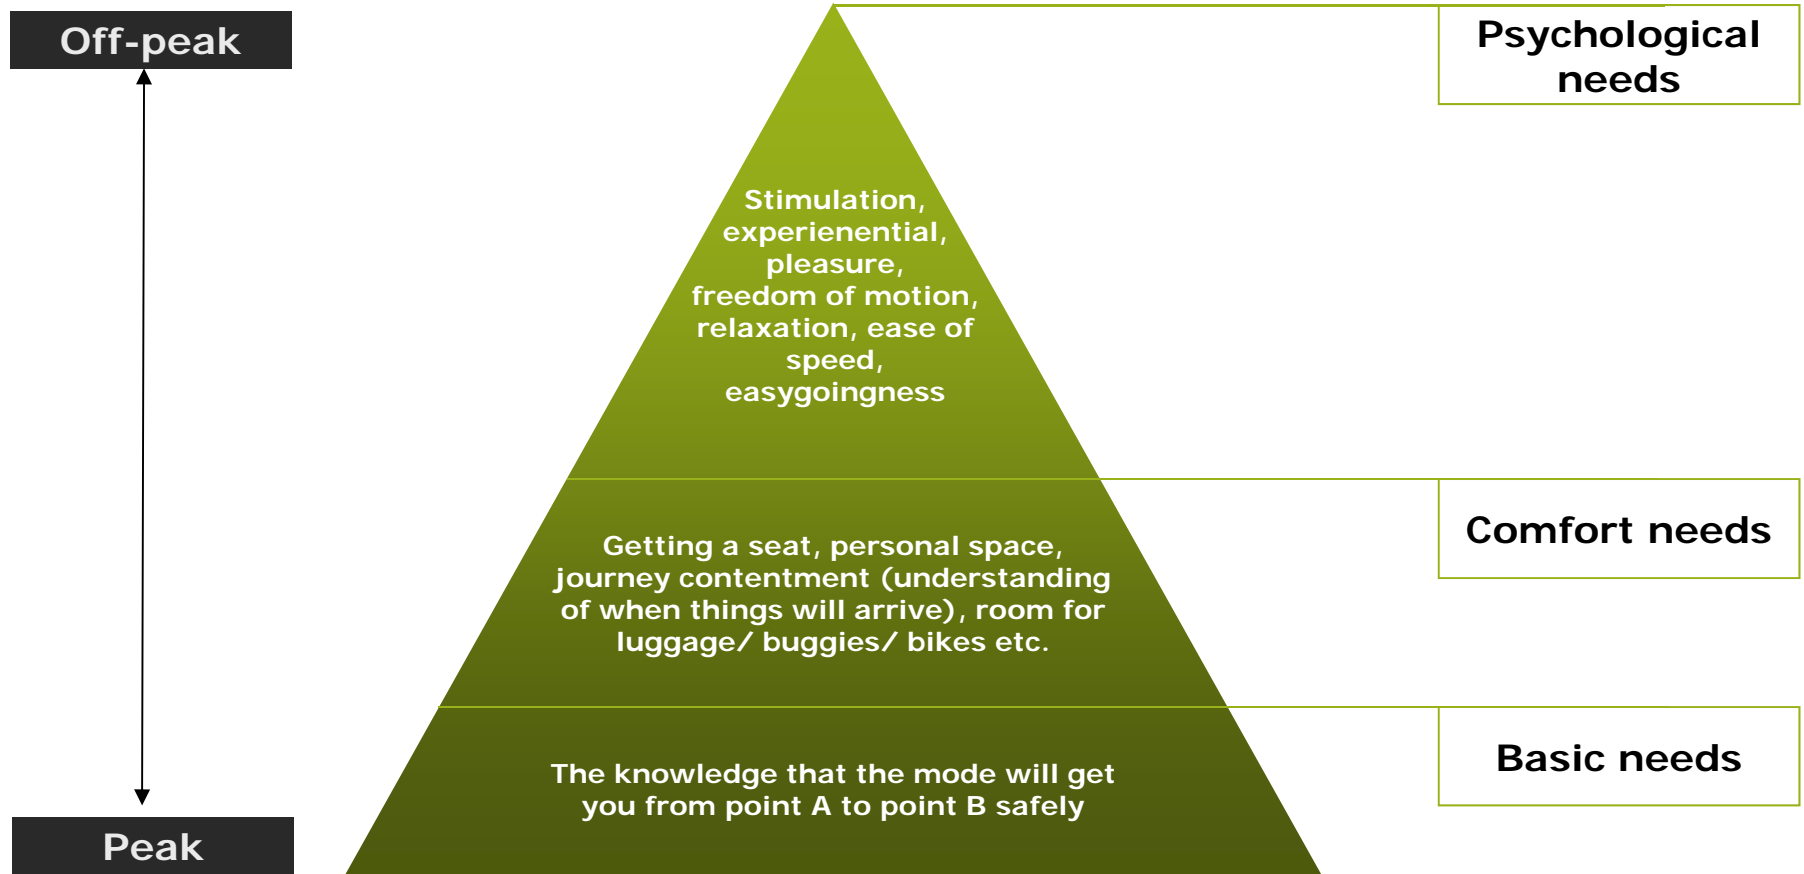 Off-peak
Psychological
needs
Stimulation,
experienential,
pleasure,
freedom of motion,
relaxation, ease of
speed,
easygoingness
Getting a seat, personal space,
journey contentment (understanding
of when things will arrive), room for
luggage/ buggies/ bikes etc.
Comfort needs
The knowledge that the mode will get
you from point A to point B safely
Basic needs
Peak